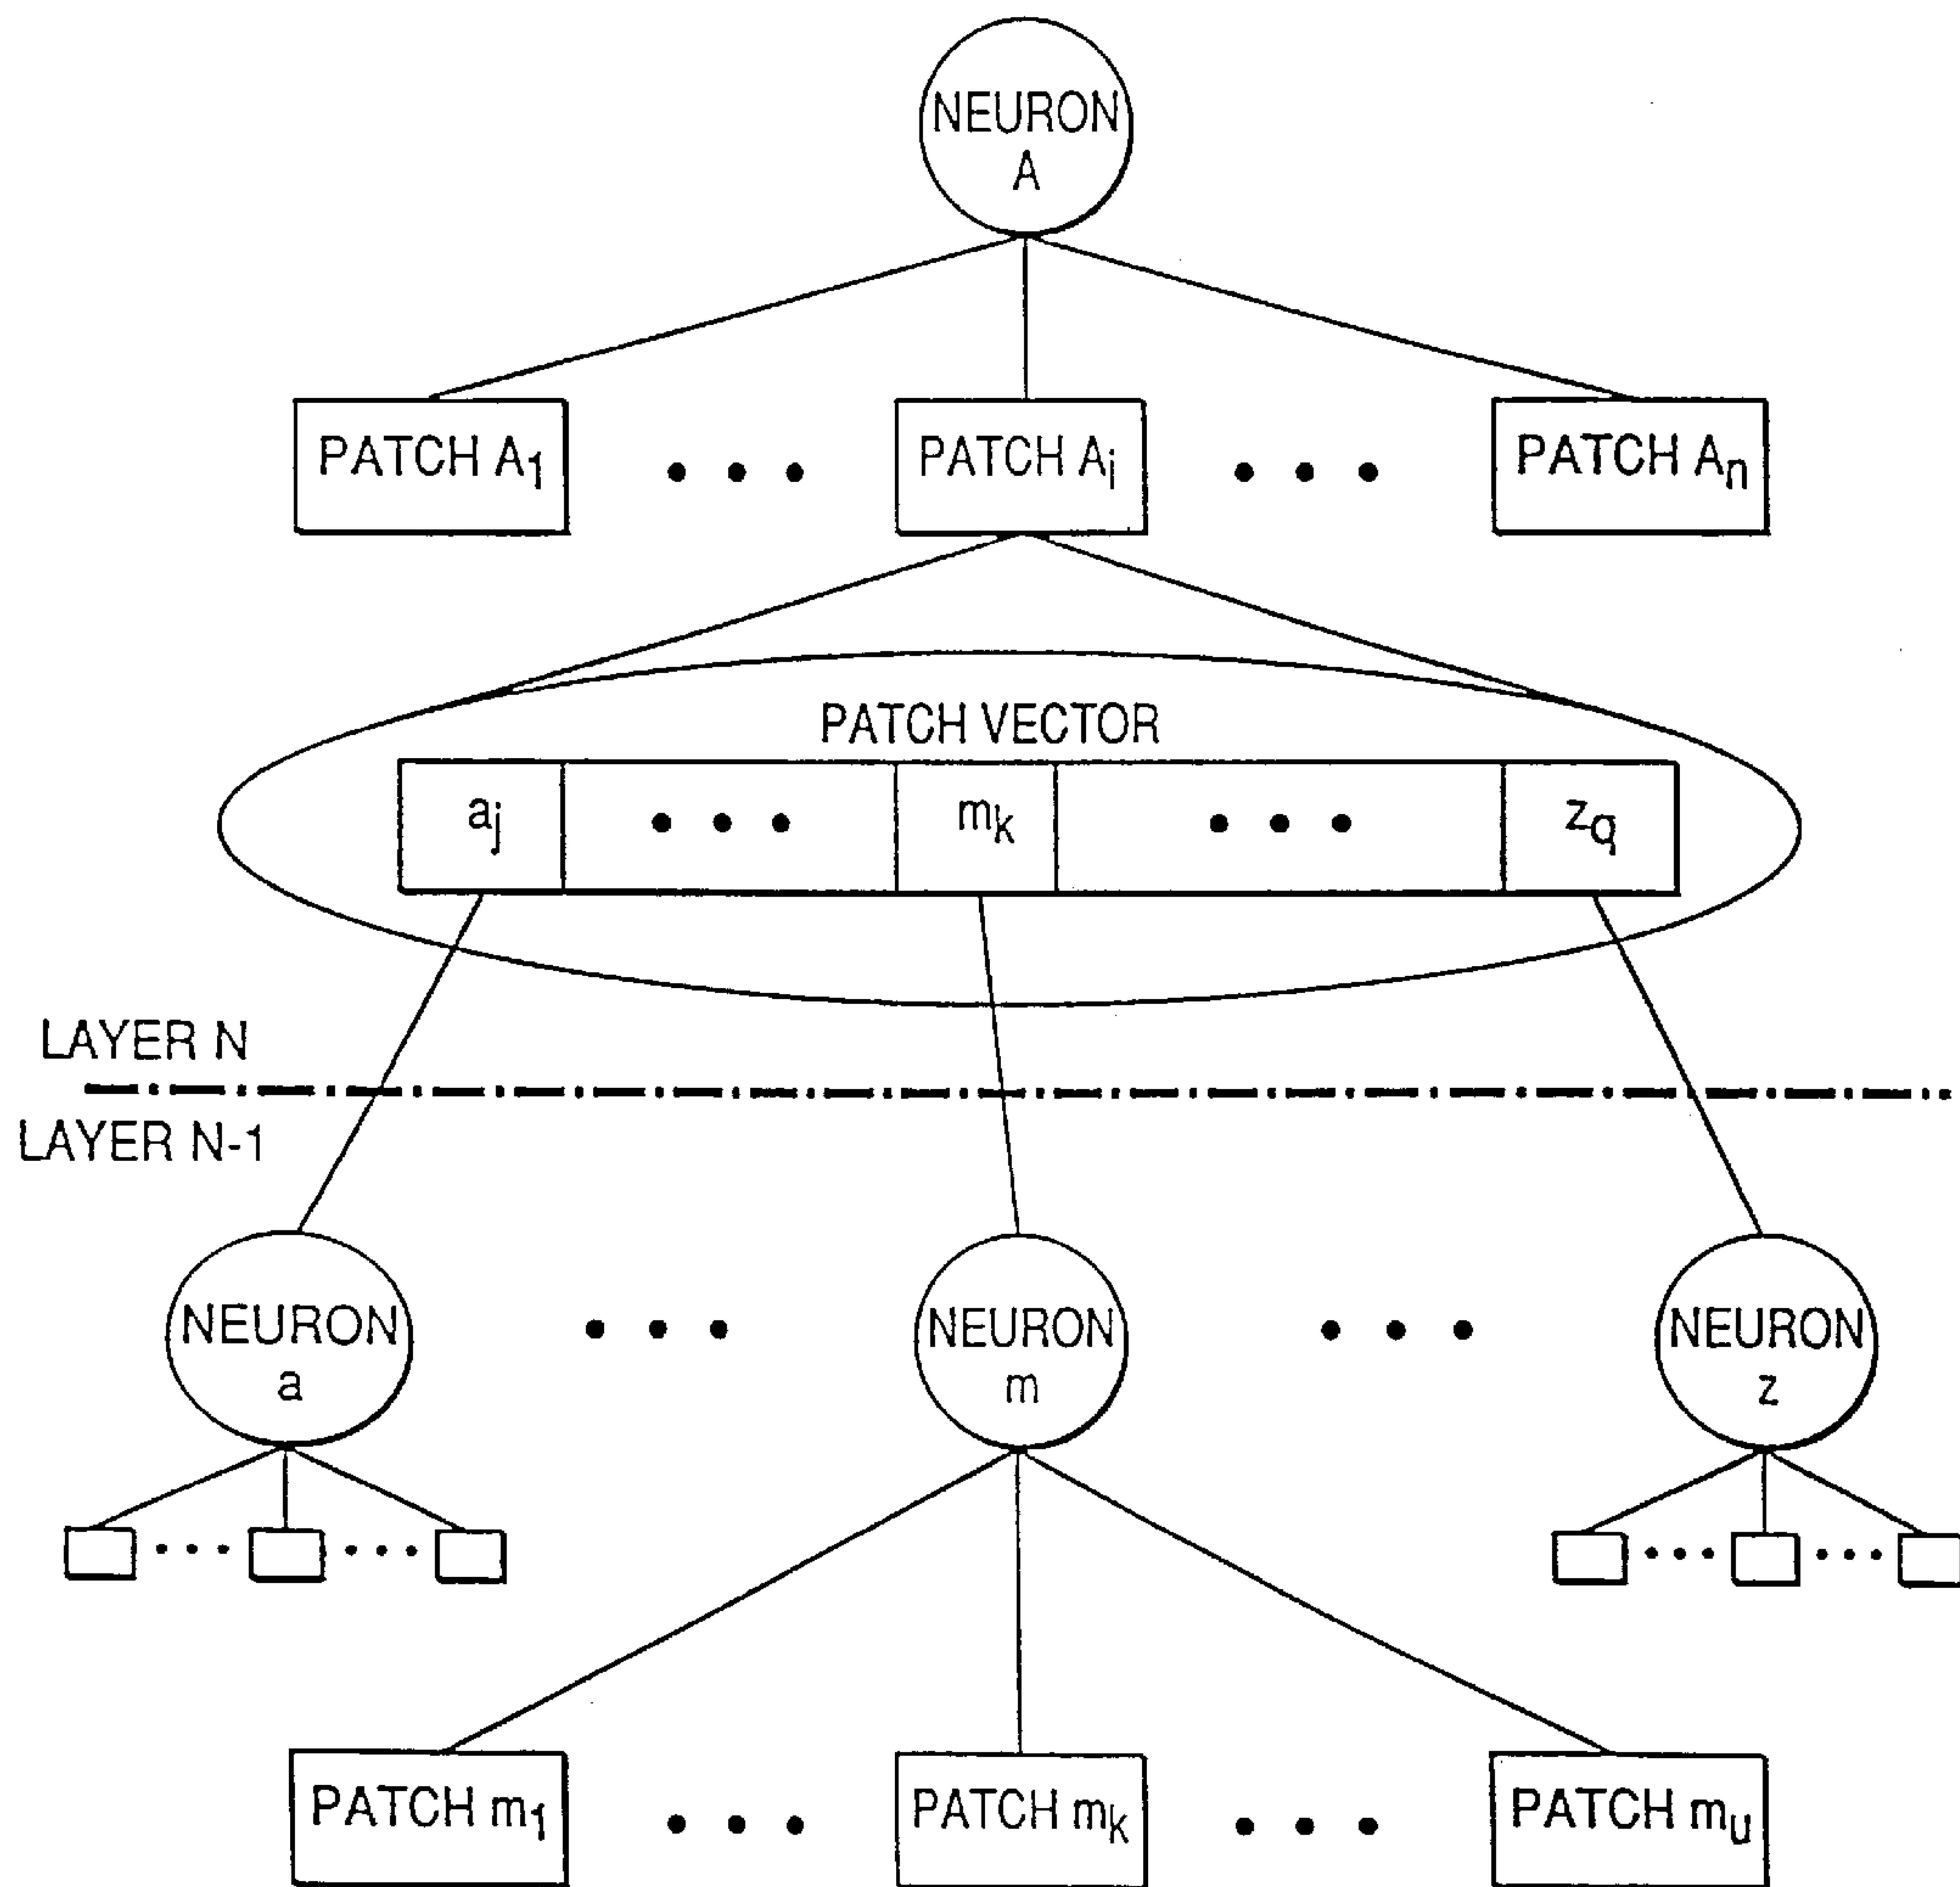 NEURON
A
PATCH A₁ • • • PATCH Aᵢ • • • PATCH Aₙ
PATCH VECTOR
aⱼ • • • mₖ • • • z_q
LAYER N
LAYER N-1
NEURON a • • • NEURON m • • • NEURON z
PATCH m₁ • • • PATCH mₖ • • • PATCH mᵤ